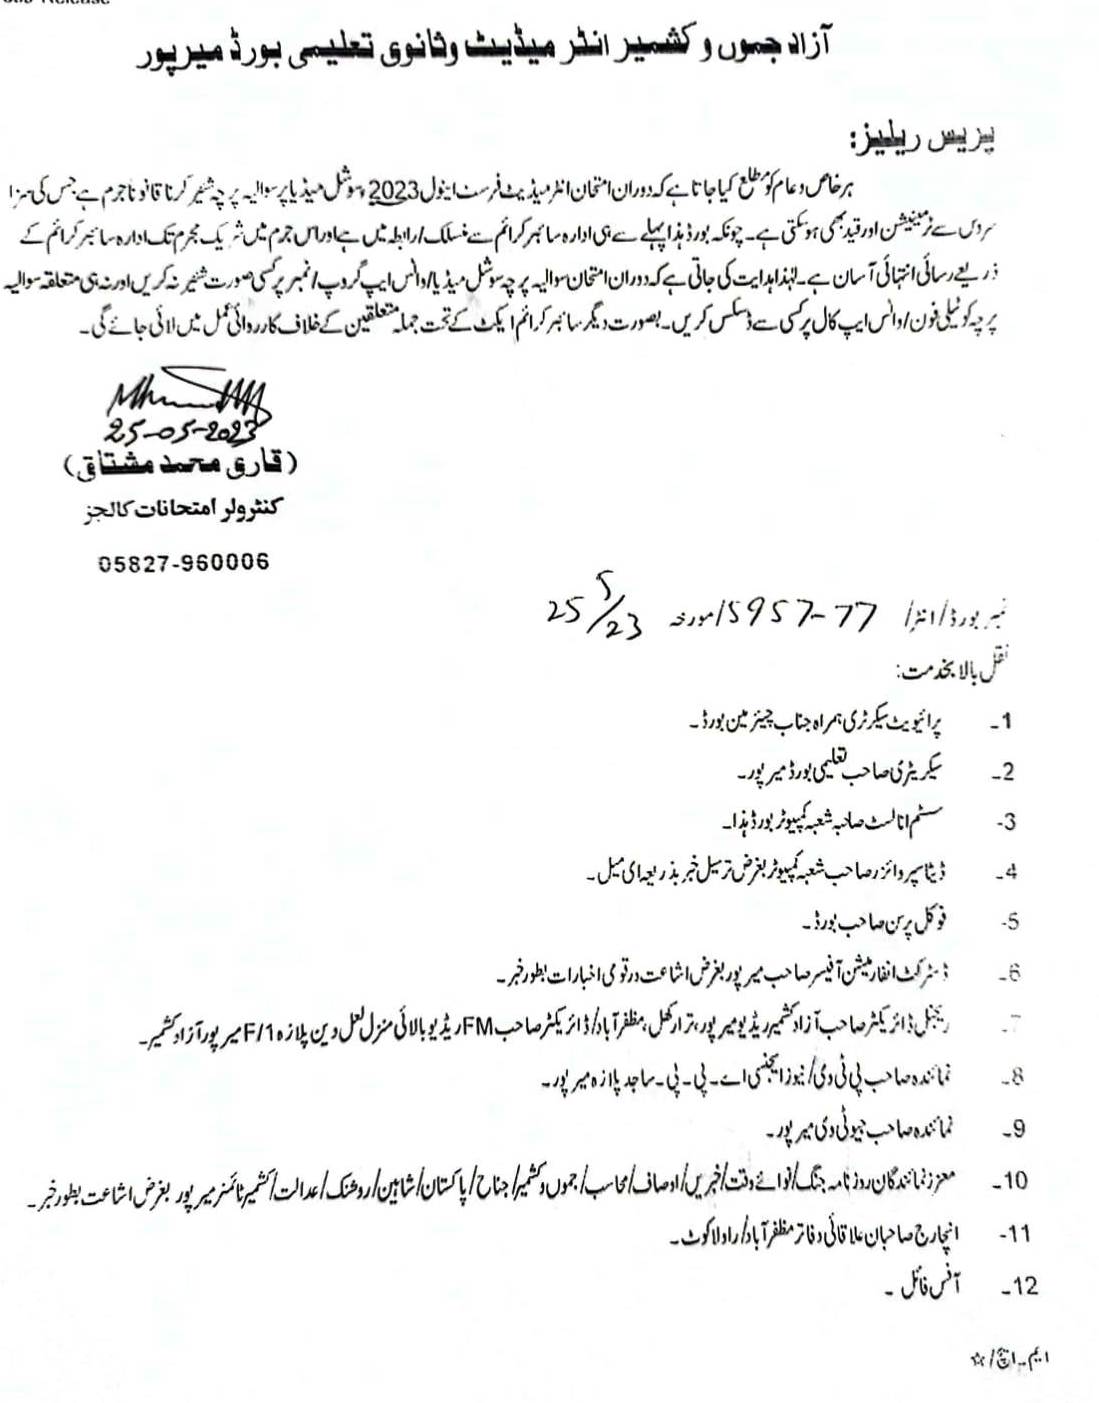 Release
آزاد جموں و کشمیر انٹر میڈیٹ و ثانوی تعلیمی بورڈ میرپور
پریس ریلیز:
ہر خاص و عام کو مطلع کیا جاتا ہے کہ دوران امتحان انٹر میڈیٹ فرسٹ اینول 2023ء سوشل میڈیا پر سوالیہ پرچہ شیئر کرنا قانوناً جرم ہے جس کی سزا
سروس سے ٹرمینیشن اور قید بھی ہو سکتی ہے۔ چونکہ بورڈ ہذا پہلے سے ہی ادارہ سائبر کرائم سے منسلک/رابطہ میں ہے اور اس جرم میں شریک مجرم تک ادارہ سائبر کرائم کے
ذریعے رسائی انتہائی آسان ہے۔ لہٰذا ہدایت کی جاتی ہے کہ دوران امتحان سوالیہ پرچہ سوشل میڈیا/واٹس ایپ گروپ/نمبر پر کسی صورت شیئر نہ کریں اور نہ ہی متعلقہ سوالیہ
پرچہ کو ٹیلی فون/واٹس ایپ کال پر کسی سے ڈسکس کریں۔ بصورت دیگر سائبر کرائم ایکٹ کے تحت جملہ متعلقین کے خلاف کارروائی عمل میں لائی جائے گی۔
25-05-2023
(قاری محمد مشتاق)
کنٹرولر امتحانات کالجز
05827-960006
نمبر بورڈ/انٹر/ 5957-77/مورخہ 25/5/23
نقل بالا بخدمت:
1۔ پرائیویٹ سیکرٹری ہمراہ جناب چیئرمین بورڈ۔
2۔ سیکریٹری صاحب تعلیمی بورڈ میرپور۔
3- سسٹم انالسٹ صاحبہ شعبہ کمپیوٹر بورڈ ہذا۔
4۔ ڈیٹا سپروائزر صاحب شعبہ کمپیوٹر بغرض ترسیل خبر بذریعہ ای میل۔
5- فوکل پرسن صاحب بورڈ۔
6۔ ڈسٹرکٹ انفارمیشن آفیسر صاحب میرپور بغرض اشاعت در قومی اخبارات بطور خبر۔
7۔ ریجنل ڈائریکٹر صاحب آزاد کشمیر ریڈیو میرپور، تراڑکھل، مظفرآباد/ڈائریکٹر صاحب FM ریڈیو بالائی منزل لعل دین پلازہ F/1 میرپور آزاد کشمیر۔
8۔ نمائندہ صاحب پی ٹی وی/نیوز ایجنسی اے۔پی۔پی۔ ساجد پلازہ میرپور۔
9۔ نمائندہ صاحب جیو ٹی وی میرپور۔
10۔ معزز نمائندگان روزنامہ جنگ/نوائے وقت/خبریں/اوصاف/محاسب/جموں و کشمیر/جناح/پاکستان/شاہین/عدالت/کشمیر ٹائمز میرپور بغرض اشاعت بطور خبر۔
11- انچارج صاحبان علاقائی دفاتر مظفرآباد/راولاکوٹ۔
12۔ آفس فائل۔
ایم۔ایچ/☆